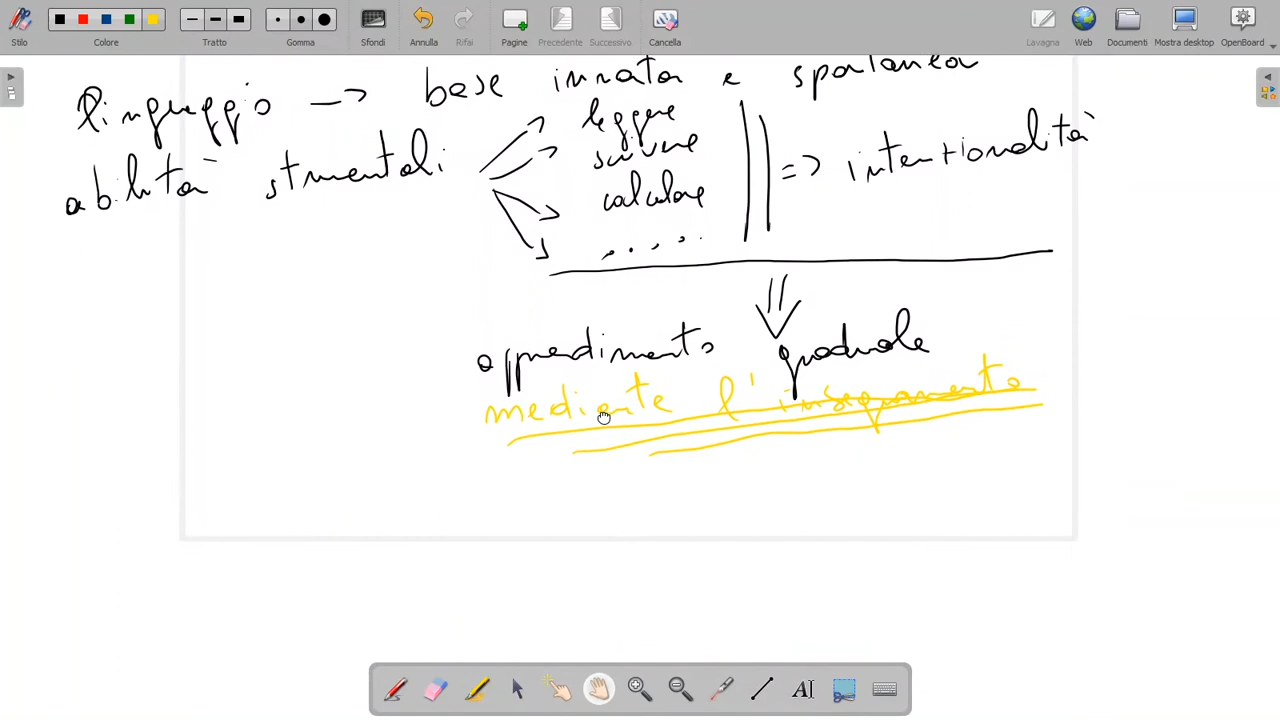 Stilo Colore Tratto Gomma Sfondi Annulla Rifai Pagine Precedente Successivo Cancella Lavagna Web Documenti Mostra desktop OpenBoard
linguaggio → base innata e spontanea
abilità strumentali
leggere
scrivere
calcolare
.....
=> intenzionalità
apprendimento graduale
mediante l'insegnamento